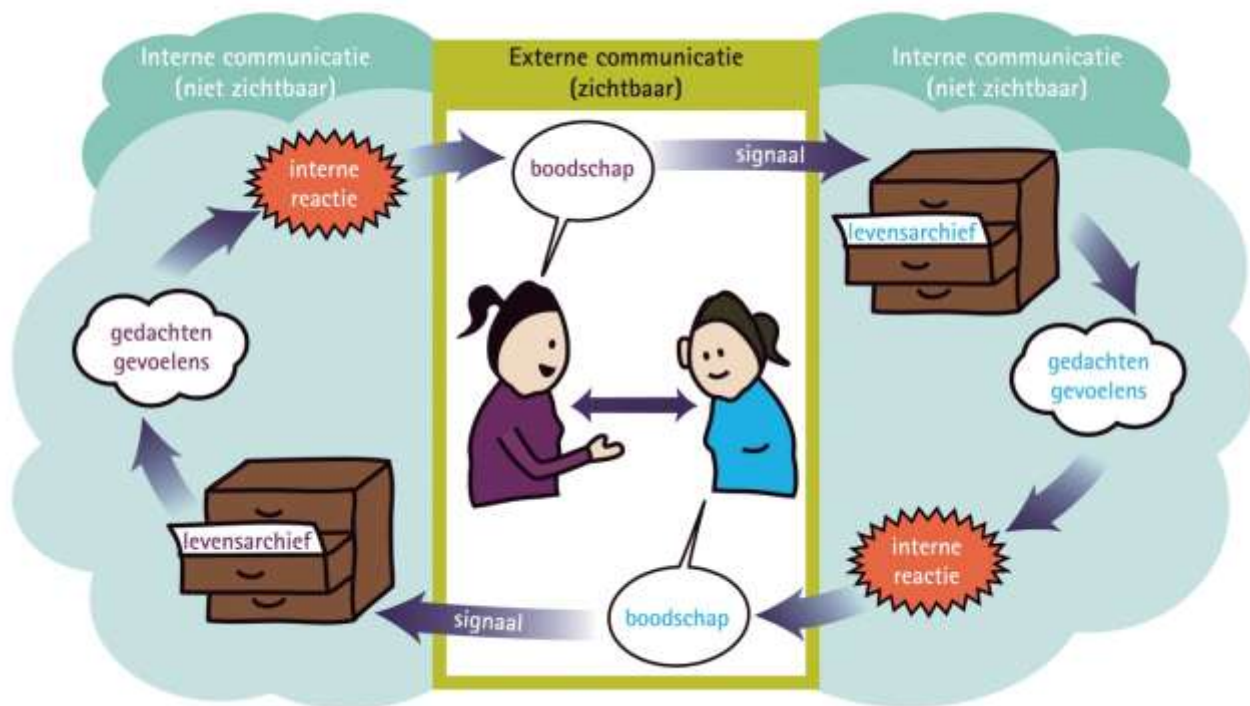 Interne communicatie
(niet zichtbaar)
Externe communicatie
(zichtbaar)
Interne communicatie
(niet zichtbaar)
interne
reactie
boodschap
signaal
levensarchief
gedachten
gevoelens
gedachten
gevoelens
levensarchief
interne
reactie
signaal
boodschap